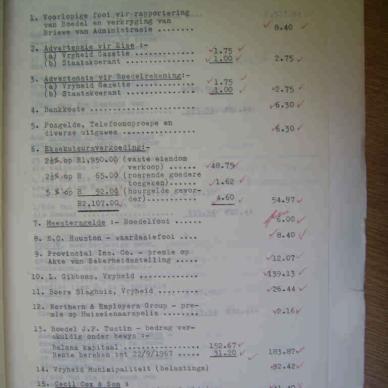 1. Voorlopige fooi vir rapportering
van Boedel en verkryging van
Briewe van Administrasie ........ 8.40
2. Advertensie vir Eise :-
(a) Vryheid Gazette ......... 1.75
(b) Staatskoerant ........... 1.00 2.75
3. Advertensie vir Boedelrekening:-
(a) Vryheid Gazette ......... 1.75
(b) Staatskoerant ........... 1.00 2.75
4. Bankkoste ..................... 6.30
5. Posgelde, Telefoonoproepe en
diverse uitgawes .............. 6.30
6. Eksekuteursvergoeding:-
2½% op R1,950.00 (vaste eiendom
verkoop) ...... 48.75
2½% op R 65.00 (roerende goedere
toegeken)...... 1.62
5 % op R 92.00 (huurgelde gevor-
der)........... 4.60 54.97
R2,107.00
7. Meestersgelde :- Boedelfooi ...... 6.00
8. S.C. Houston - waardasiefooi .... 8.40
9. Provincial Ins. Co. - premie op
Akte van Sekerheidstelling ..... 12.07
10. L. Gibbons, Vryheid ............ 139.13
11. Boere Slaghuis, Vryheid ........ 26.44
12. Northern & Employers Group - pre-
mie op Huiseienaarspolis ....... 2.16
13. Boedel J.F. Tustin - bedrag ver-
skuldig onder bewys :-
Balans kapitaal ............ 152.67
Rente bereken tot 22/9/1967 .. 31.20 183.87
14. Vryheid Munisipaliteit (belastings) 92.42
15. Cecil Cox & Son :